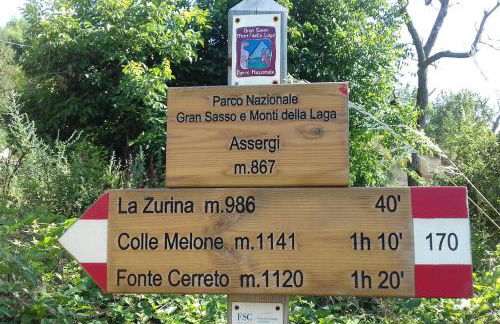 Gran Sasso
Monti della Laga
Parco Nazionale
Parco Nazionale
Gran Sasso e Monti della Laga
Assergi
m.867
La Zurina m.986 40'
Colle Melone m.1141 1h 10' 170
Fonte Cerreto m.1120 1h 20'
FSC